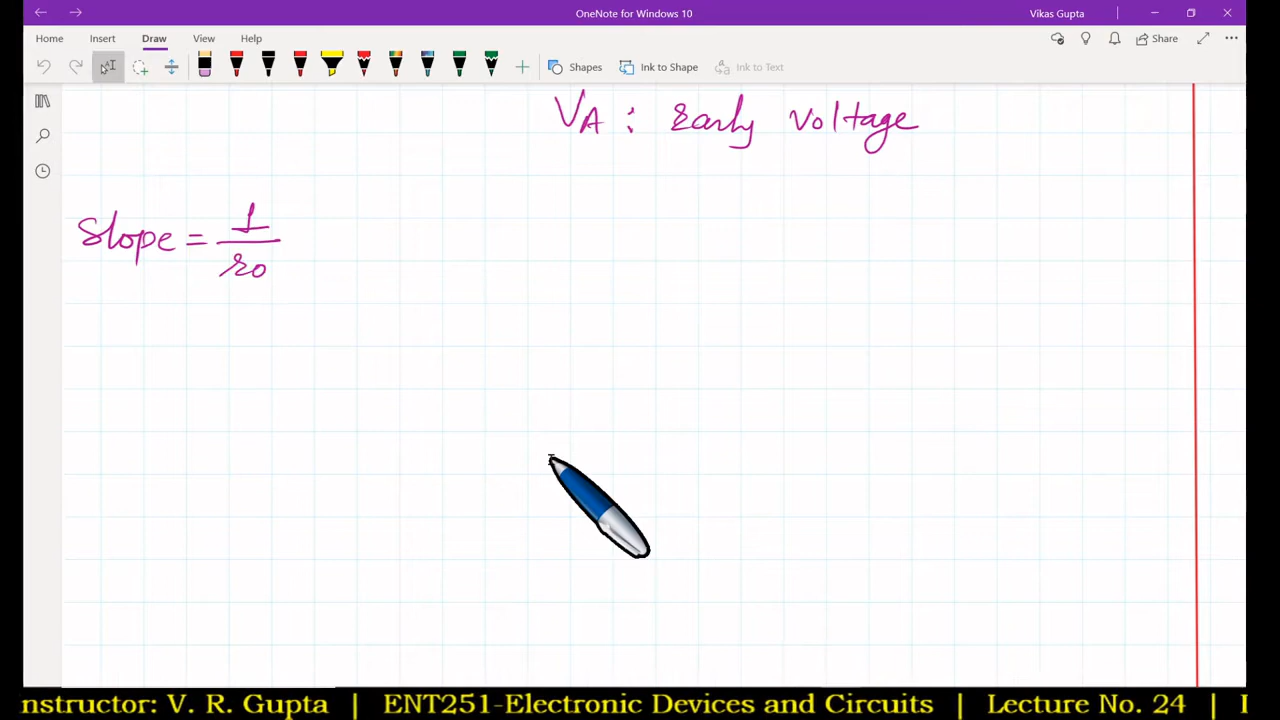 OneNote for Windows 10
Vikas Gupta
Home Insert Draw View Help
Share
Shapes Ink to Shape Ink to Text
VA : Early Voltage
Slope = 1/ro
nstructor: V. R. Gupta | ENT251-Electronic Devices and Circuits | Lecture No. 24 |